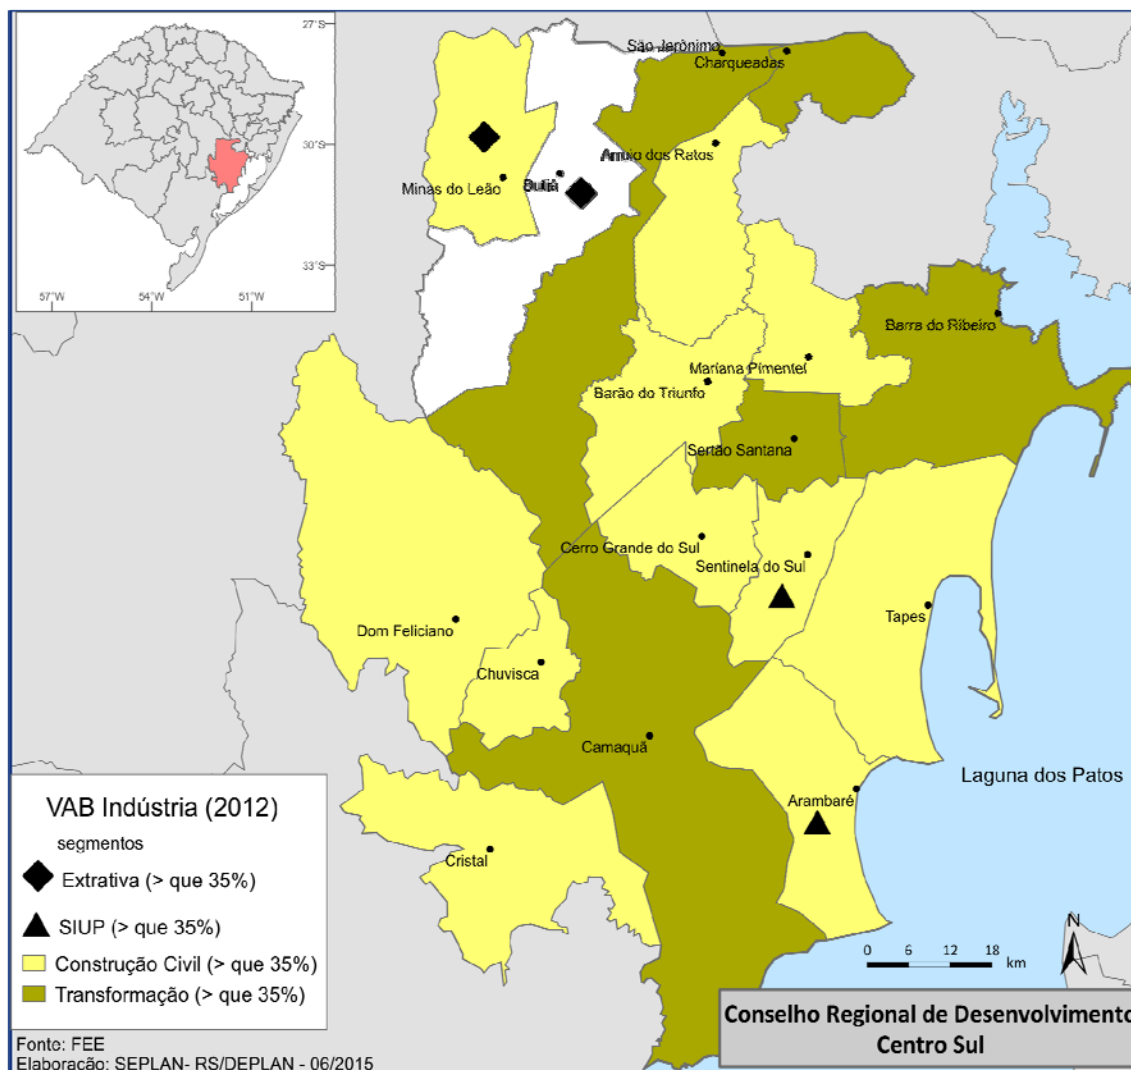 27°S
30°S
33°S
57°W
54°W
51°W
São Jerônimo
Charqueadas
Arroio dos Ratos
Minas do Leão
Butiá
Barra do Ribeiro
Mariana Pimentel
Barão do Triunfo
Sertão Santana
Cerro Grande do Sul
Sentinela do Sul
Tapes
Dom Feliciano
Chuvisca
Camaquã
Laguna dos Patos
Arambaré
Cristal
VAB Indústria (2012)
segmentos
Extrativa (> que 35%)
SIUP (> que 35%)
Construção Civil (> que 35%)
Transformação (> que 35%)
N
0 6 12 18
km
Conselho Regional de Desenvolvimento
Centro Sul
Fonte: FEE
Elaboração: SEPLAN- RS/DEPLAN - 06/2015